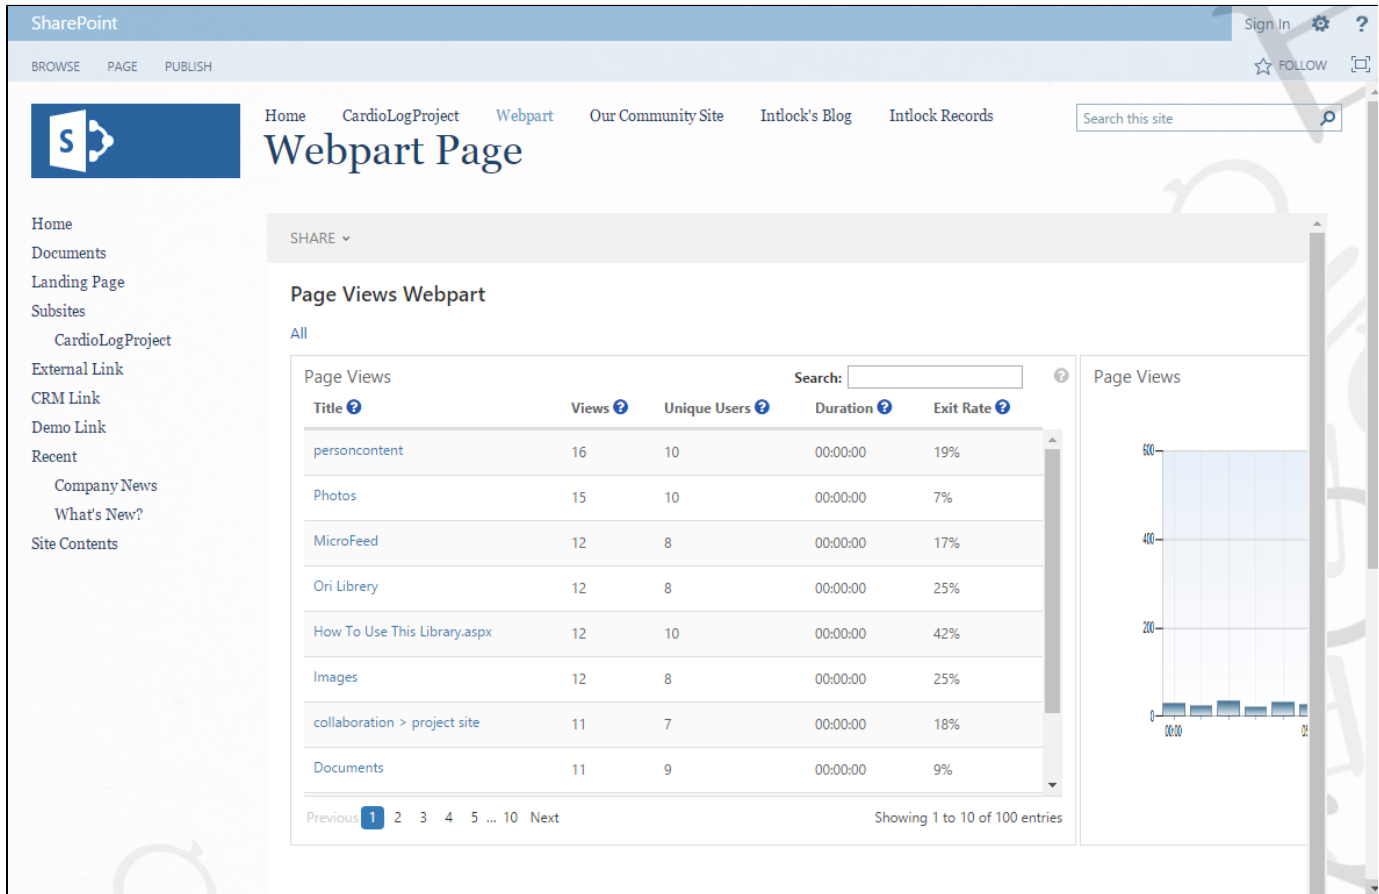 SharePoint
Sign In ?
BROWSE PAGE PUBLISH
FOLLOW
S
Home CardioLogProject Webpart Our Community Site Intlock's Blog Intlock Records
Search this site
Webpart Page
Home
Documents
Landing Page
Subsites
CardioLogProject
External Link
CRM Link
Demo Link
Recent
Company News
What's New?
Site Contents
SHARE
Page Views Webpart
All
Page Views Search: ?
Title ? Views ? Unique Users ? Duration ? Exit Rate ?
personcontent 16 10 00:00:00 19%
Photos 15 10 00:00:00 7%
MicroFeed 12 8 00:00:00 17%
Ori Librery 12 8 00:00:00 25%
How To Use This Library.aspx 12 10 00:00:00 42%
Images 12 8 00:00:00 25%
collaboration > project site 11 7 00:00:00 18%
Documents 11 9 00:00:00 9%
Previous 1 2 3 4 5 ... 10 Next
Showing 1 to 10 of 100 entries
Page Views
600
400
200
0
00:00